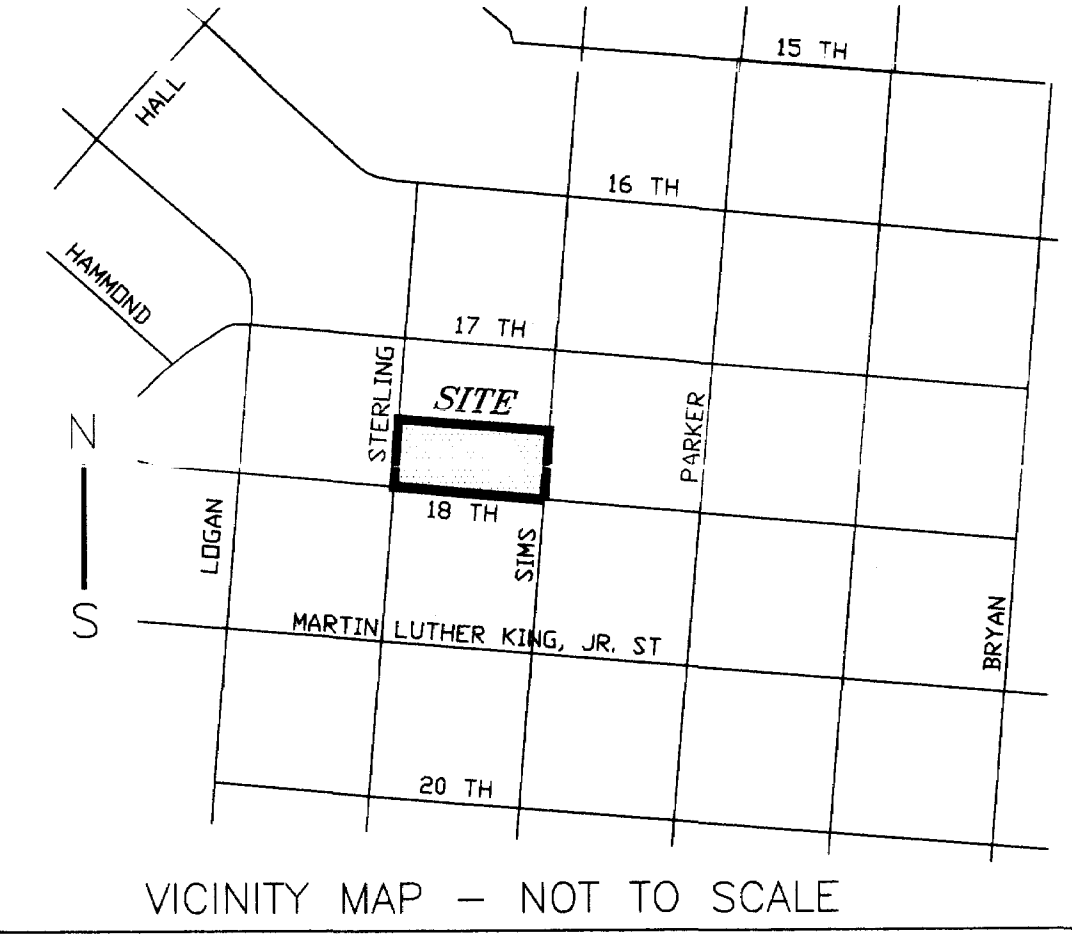 15 TH
HALL
16 TH
HAMMOND
17 TH
STERLING
SITE
PARKER
N
18 TH
LOGAN
SIMS
S
MARTIN LUTHER KING, JR. ST
BRYAN
20 TH
VICINITY MAP - NOT TO SCALE